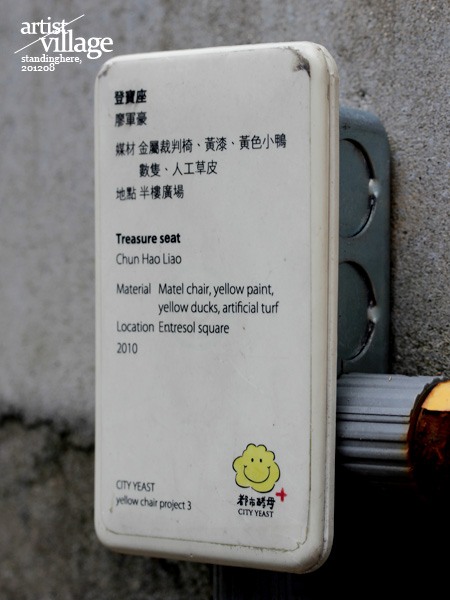 artist
village
standinghere,
201208
登寶座
廖軍豪
媒材 金屬裁判椅、黃漆、黃色小鴨
數隻、人工草皮
地點 半樓廣場
Treasure seat
Chun Hao Liao
Material Matel chair, yellow paint,
yellow ducks, artificial turf
Location Entresol square
2010
CITY YEAST
yellow chair project 3
都市酵母
CITY YEAST